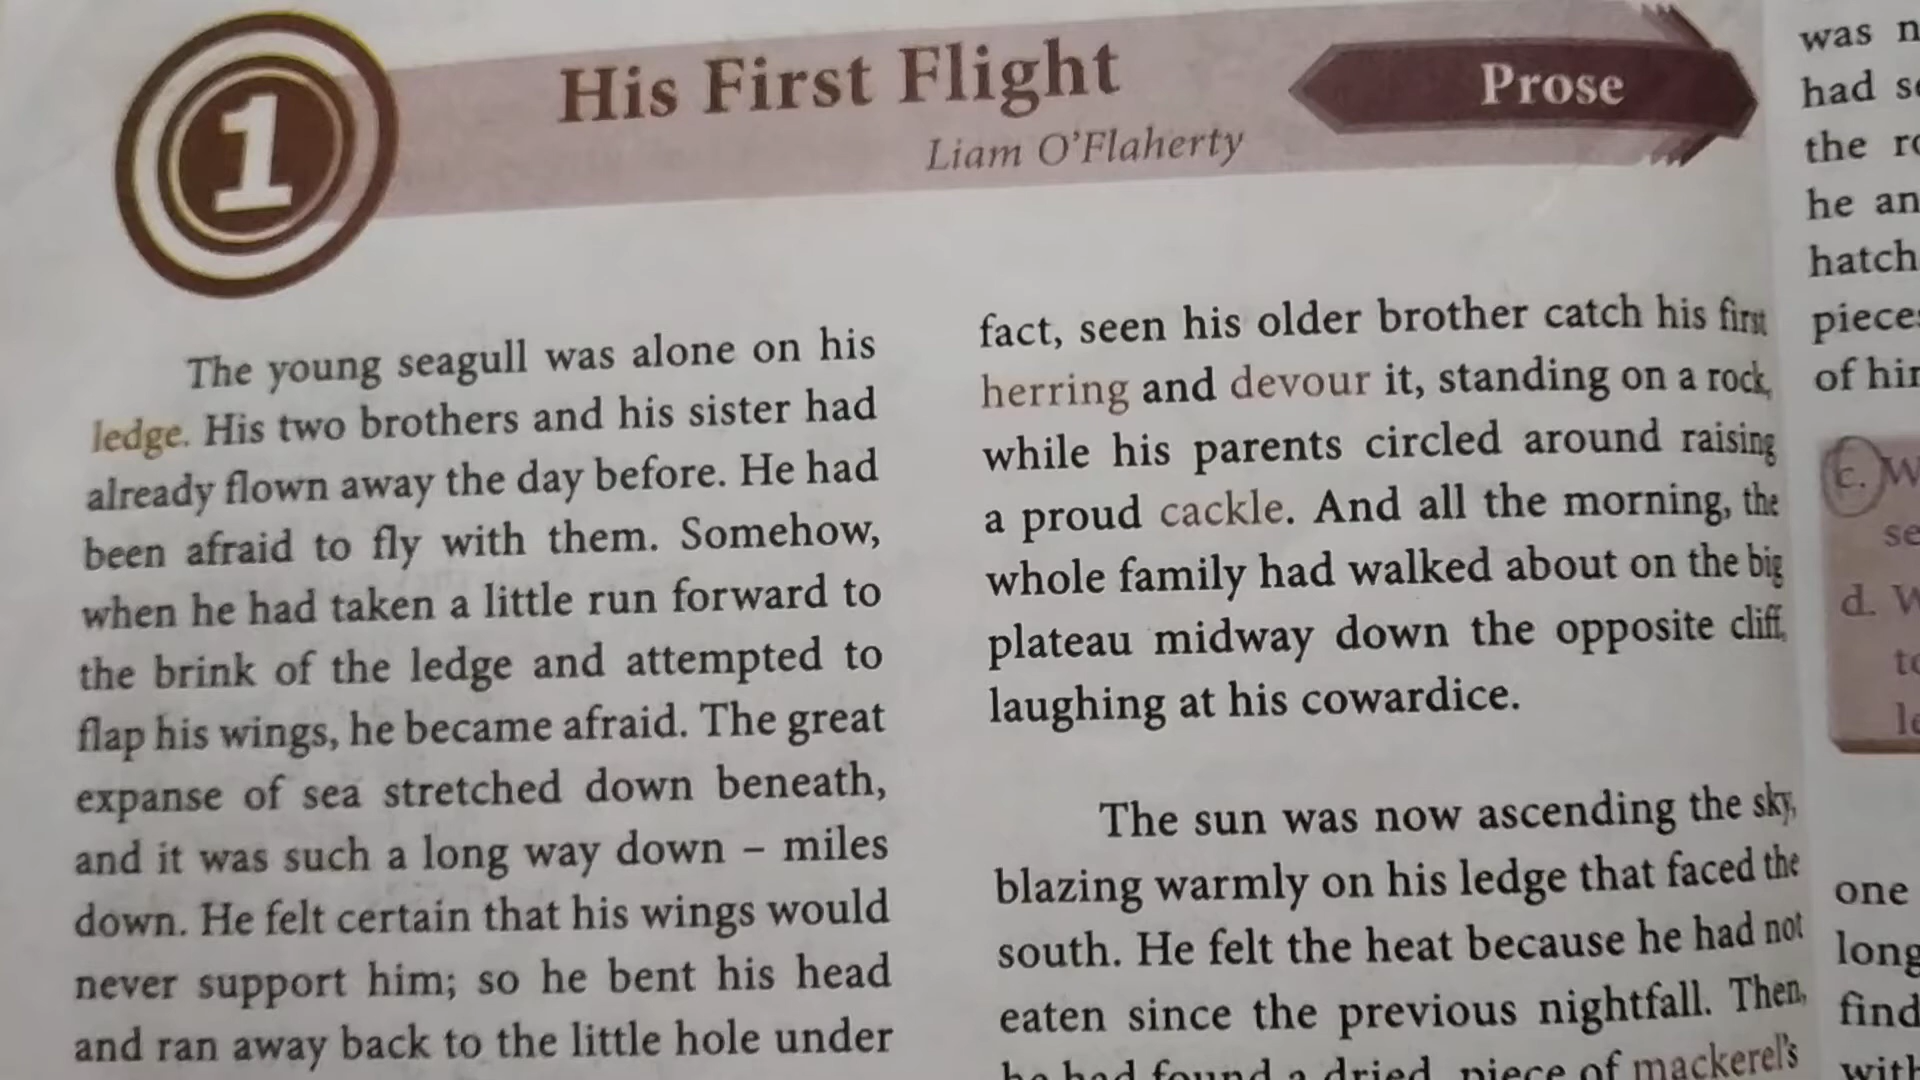 1
His First Flight
Liam O'Flaherty
Prose
The young seagull was alone on his
ledge. His two brothers and his sister had
already flown away the day before. He had
been afraid to fly with them. Somehow,
when he had taken a little run forward to
the brink of the ledge and attempted to
flap his wings, he became afraid. The great
expanse of sea stretched down beneath,
and it was such a long way down – miles
down. He felt certain that his wings would
never support him; so he bent his head
and ran away back to the little hole under
fact, seen his older brother catch his first
herring and devour it, standing on a rock,
while his parents circled around raising
a proud cackle. And all the morning, the
whole family had walked about on the big
plateau midway down the opposite cliff,
laughing at his cowardice.
The sun was now ascending the sky,
blazing warmly on his ledge that faced the
south. He felt the heat because he had not
eaten since the previous nightfall. Then,
he had found a dried piece of mackerel's
was
had
the
he
hatch
of
c.
d.
one
long
find